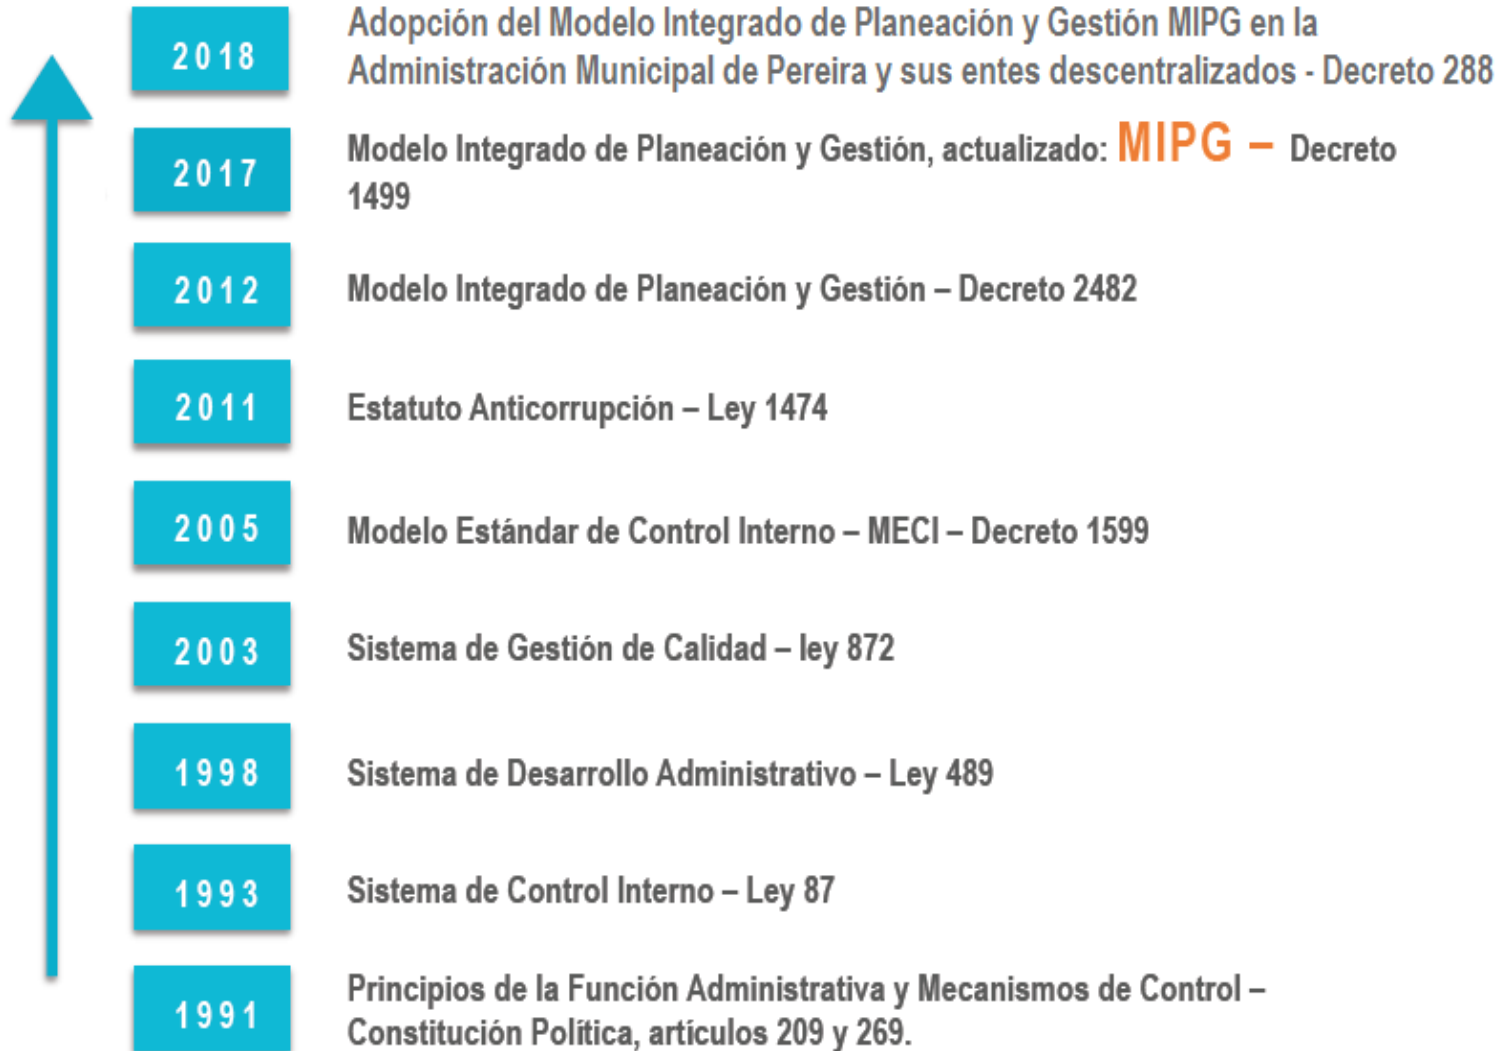 2018
Adopción del Modelo Integrado de Planeación y Gestión MIPG en la
Administración Municipal de Pereira y sus entes descentralizados - Decreto 288
2017
Modelo Integrado de Planeación y Gestión, actualizado: MIPG – Decreto
1499
2012
Modelo Integrado de Planeación y Gestión – Decreto 2482
2011
Estatuto Anticorrupción – Ley 1474
2005
Modelo Estándar de Control Interno – MECI – Decreto 1599
2003
Sistema de Gestión de Calidad – ley 872
1998
Sistema de Desarrollo Administrativo – Ley 489
1993
Sistema de Control Interno – Ley 87
1991
Principios de la Función Administrativa y Mecanismos de Control –
Constitución Política, artículos 209 y 269.